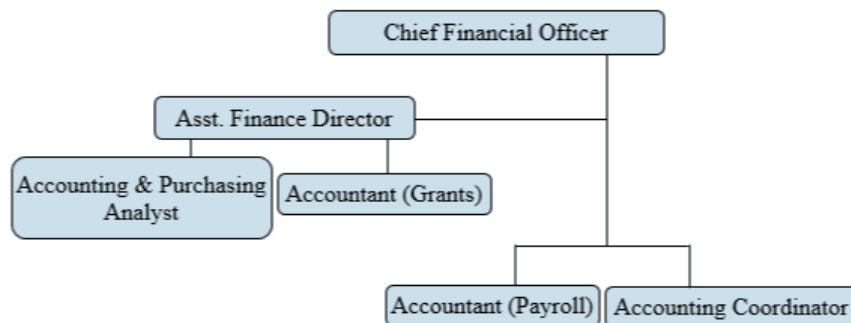 Chief Financial Officer
Asst. Finance Director
Accounting & Purchasing
Analyst
Accountant (Grants)
Accountant (Payroll)
Accounting Coordinator